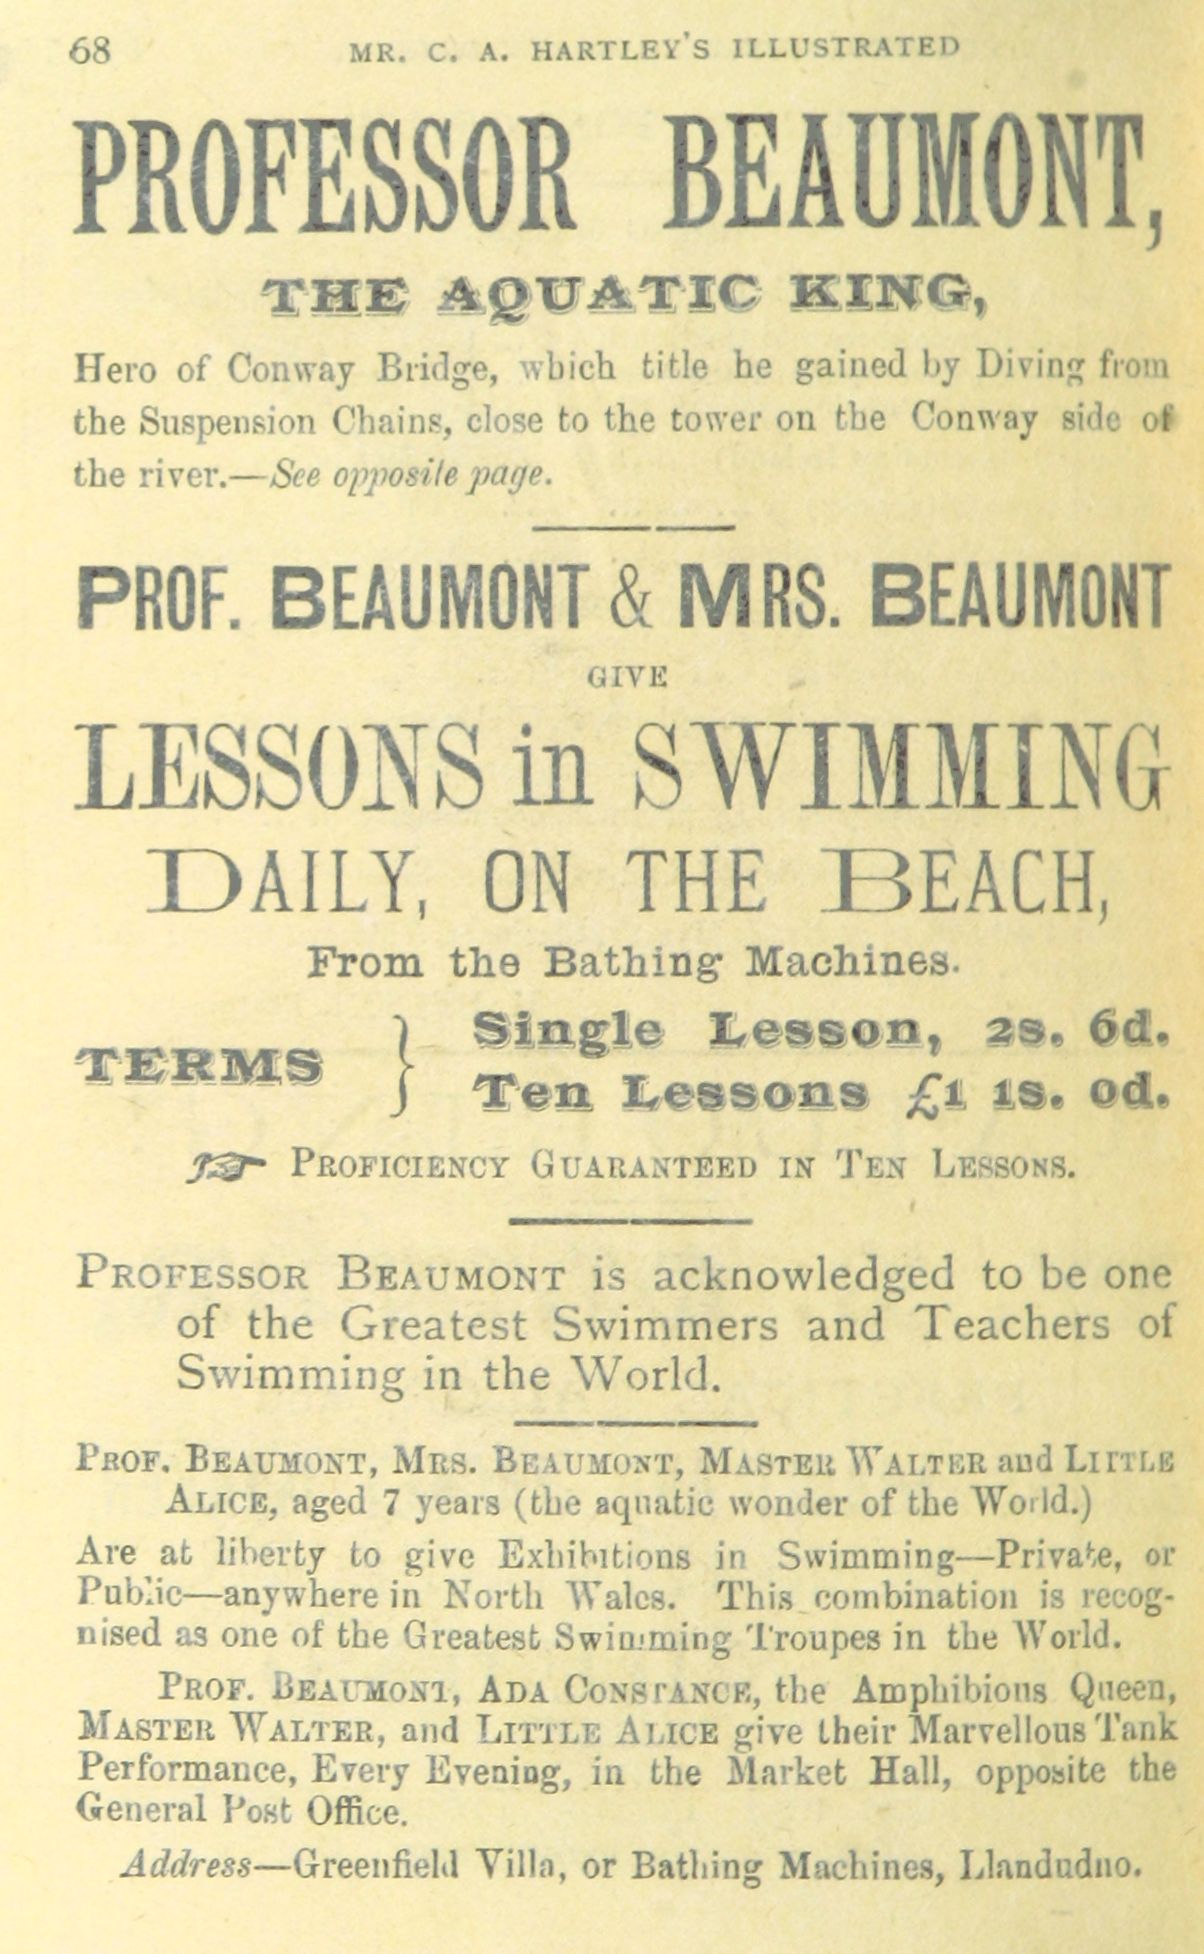 68 MR. C. A. HARTLEY'S ILLUSTRATED
PROFESSOR BEAUMONT,
THE AQUATIC KING,
Hero of Conway Bridge, which title he gained by Diving from
the Suspension Chains, close to the tower on the Conway side of
the river.—See opposite page.
PROF. BEAUMONT & MRS. BEAUMONT
GIVE
LESSONS in SWIMMING
DAILY, ON THE BEACH,
From the Bathing Machines.
TERMS } Single Lesson, 2s. 6d.
Ten Lessons £1 1s. 0d.
☞ PROFICIENCY GUARANTEED IN TEN LESSONS.
PROFESSOR BEAUMONT is acknowledged to be one
of the Greatest Swimmers and Teachers of
Swimming in the World.
PROF. BEAUMONT, MRS. BEAUMONT, MASTER WALTER and LITTLE
ALICE, aged 7 years (the aquatic wonder of the World.)
Are at liberty to give Exhibitions in Swimming—Private, or
Public—anywhere in North Wales. This combination is recog-
nised as one of the Greatest Swimming Troupes in the World.
PROF. BEAUMONT, ADA CONSTANCE, the Amphibious Queen,
MASTER WALTER, and LITTLE ALICE give their Marvellous Tank
Performance, Every Evening, in the Market Hall, opposite the
General Post Office.
Address—Greenfield Villa, or Bathing Machines, Llandudno.